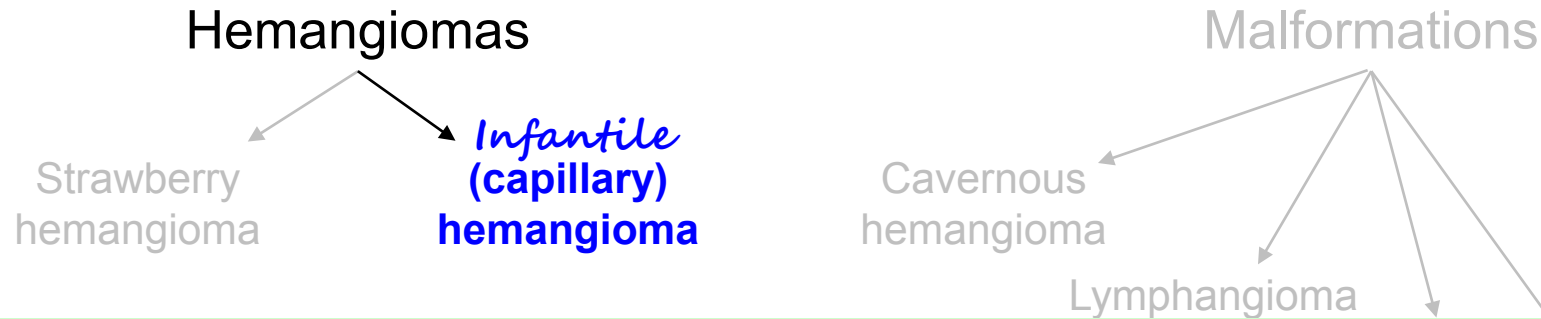 Hemangiomas
Malformations
Strawberry
hemangioma
Infantile
(capillary)
hemangioma
Cavernous
hemangioma
Lymphangioma